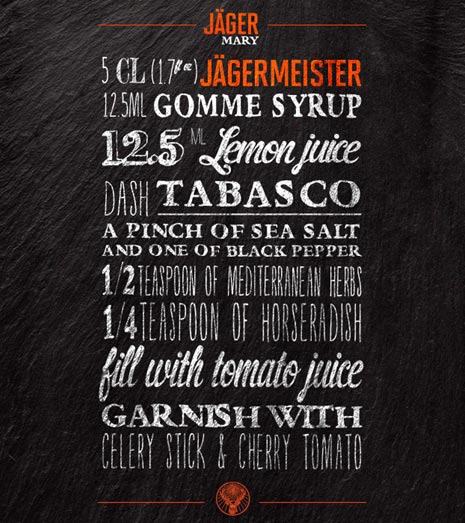 JÄGER
MARY
5 CL (1.7fl oz) JÄGERMEISTER
12.5ML GOMME SYRUP
12.5 ML Lemon juice
DASH TABASCO
A PINCH OF SEA SALT
AND ONE OF BLACK PEPPER
1/2 TEASPOON OF MEDITERRANEAN HERBS
1/4 TEASPOON OF HORSERADISH
fill with tomato juice
GARNISH WITH
CELERY STICK & CHERRY TOMATO